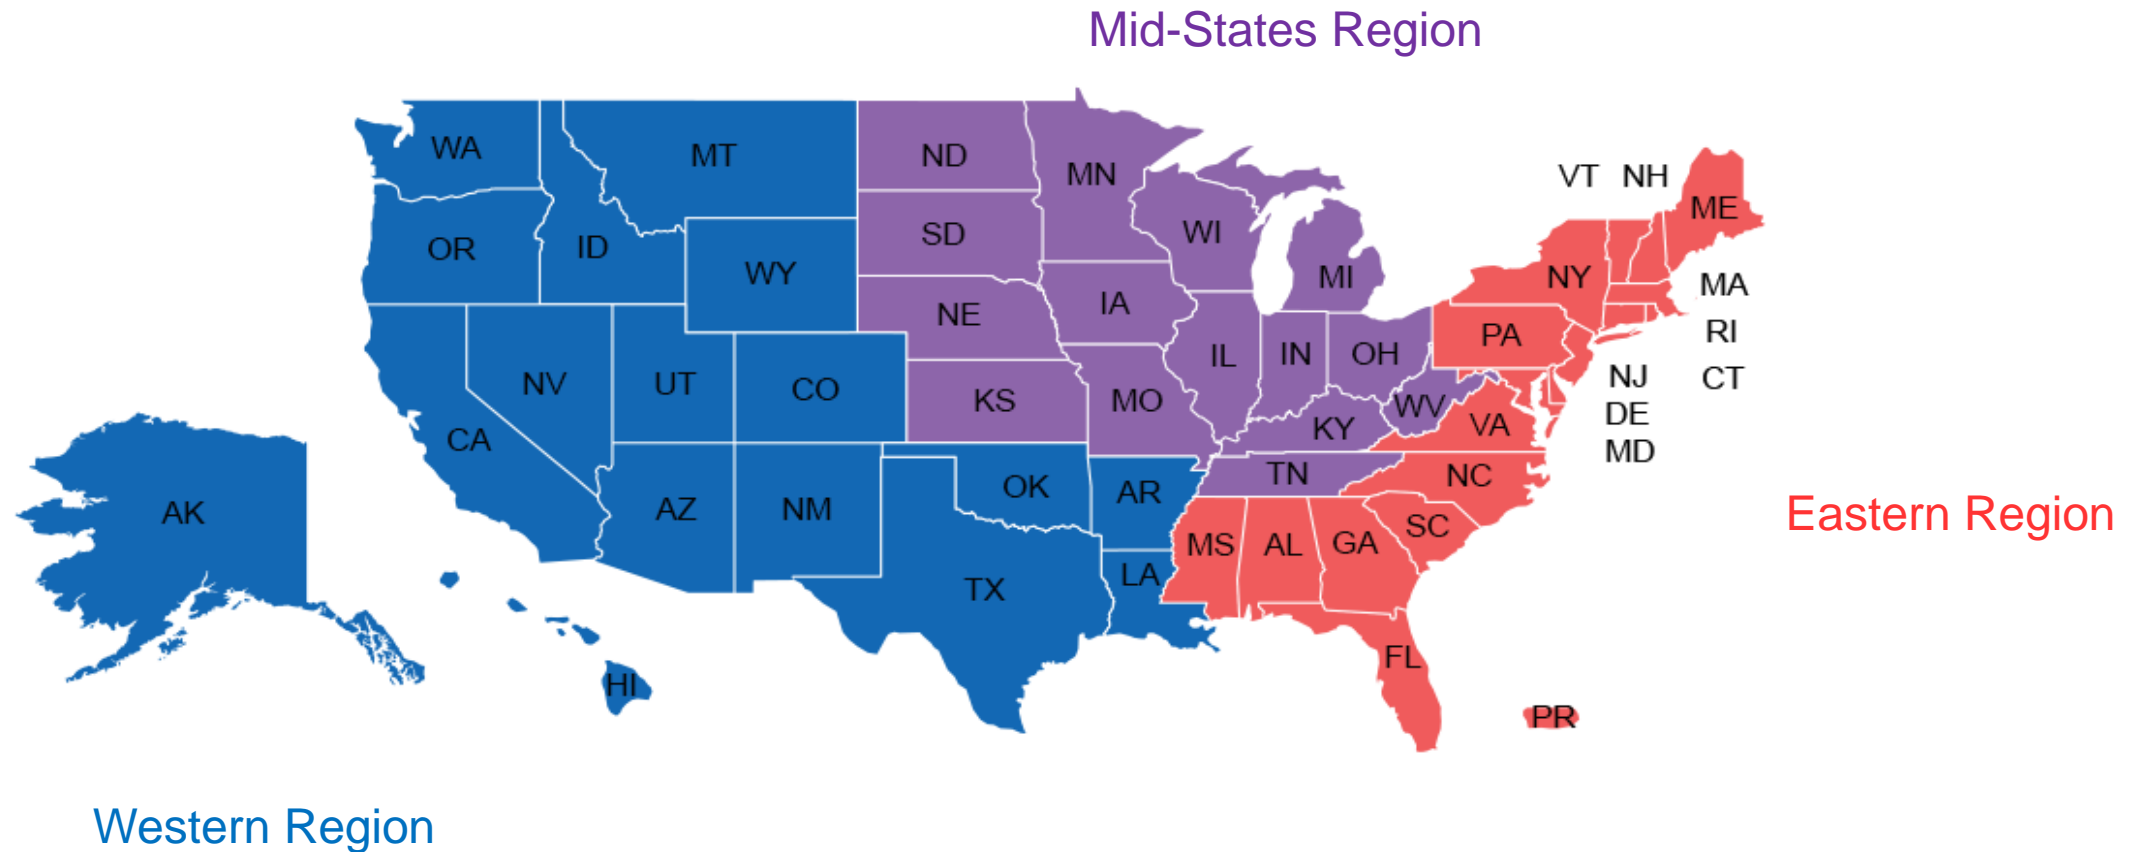 Mid-States Region
WA
MT
ND
MN
VT NH
ME
OR
ID
WY
SD
WI
MI
NY
MA
RI
CT
NE
IA
PA
NV
UT
CO
KS
MO
IL
IN
OH
NJ
DE
MD
CA
KY
WV
VA
AK
AZ
NM
OK
AR
TN
NC
SC
Eastern Region
TX
LA
MS
AL
GA
HI
FL
PR
Western Region